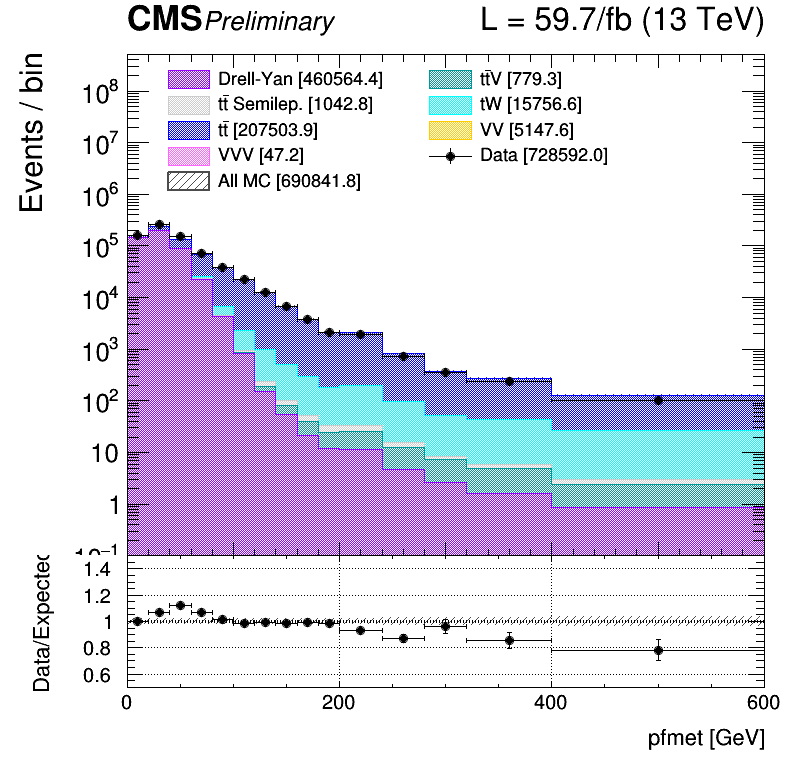 CMS Preliminary L = 59.7/fb (13 TeV)
Events / bin
Drell-Yan [460564.4]
tt̄ Semilep. [1042.8]
tt̄ [207503.9]
VVV [47.2]
All MC [690841.8]
tt̄V [779.3]
tW [15756.6]
VV [5147.6]
Data [728592.0]
10⁸
10⁷
10⁶
10⁵
10⁴
10³
10²
10
1
10⁻¹
Data/Expected
1.4
1.2
1
0.8
0.6
0 200 400 600
pfmet [GeV]